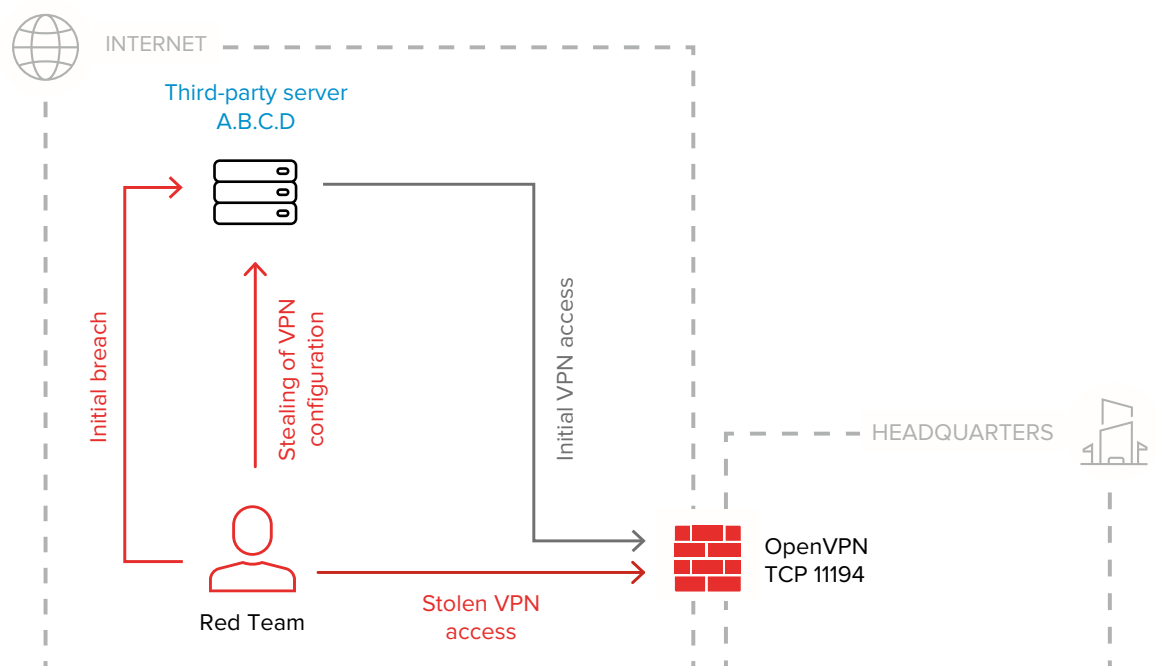 INTERNET
Third-party server
A.B.C.D
Initial breach
Stealing of VPN
configuration
Initial VPN access
HEADQUARTERS
OpenVPN
TCP 11194
Stolen VPN
access
Red Team